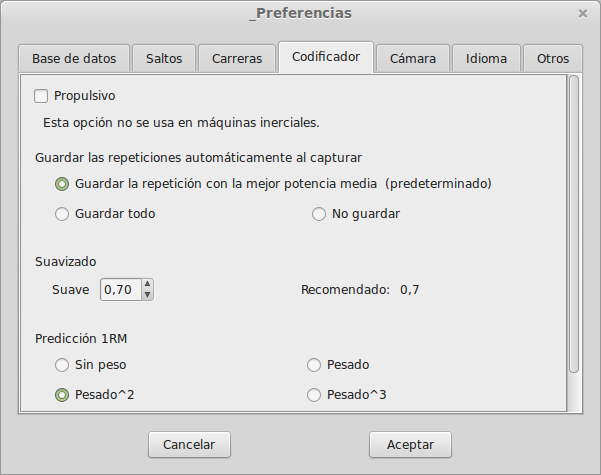 _Preferencias
Base de datos Saltos Carreras Codificador Cámara Idioma Otros
Propulsivo
Esta opción no se usa en máquinas inerciales.
Guardar las repeticiones automáticamente al capturar
Guardar la repetición con la mejor potencia media (predeterminado)
Guardar todo No guardar
Suavizado
Suave 0,70 Recomendado: 0,7
Predicción 1RM
Sin peso Pesado
Pesado^2 Pesado^3
Cancelar Aceptar